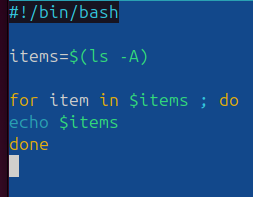 #!/bin/bash
items=$(ls -A)
for item in $items ; do
echo $items
done